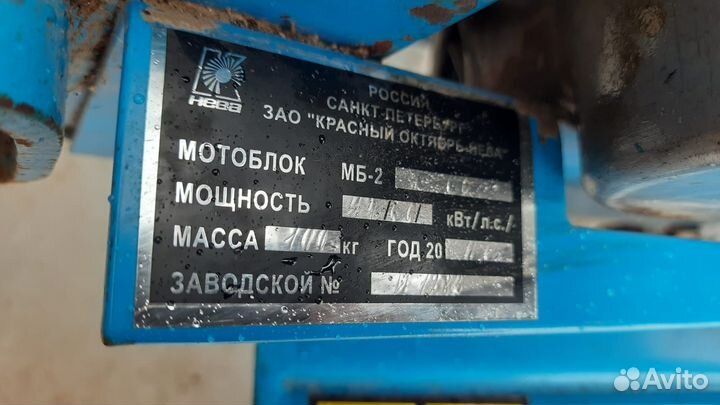 НЕВА
РОССИЯ
САНКТ-ПЕТЕРБУРГ
ЗАО "КРАСНЫЙ ОКТЯБРЬ-НЕВА"
МОТОБЛОК МБ-2
МОЩНОСТЬ кВт/л.с./
МАССА кг ГОД 20
ЗАВОДСКОЙ №
Avito